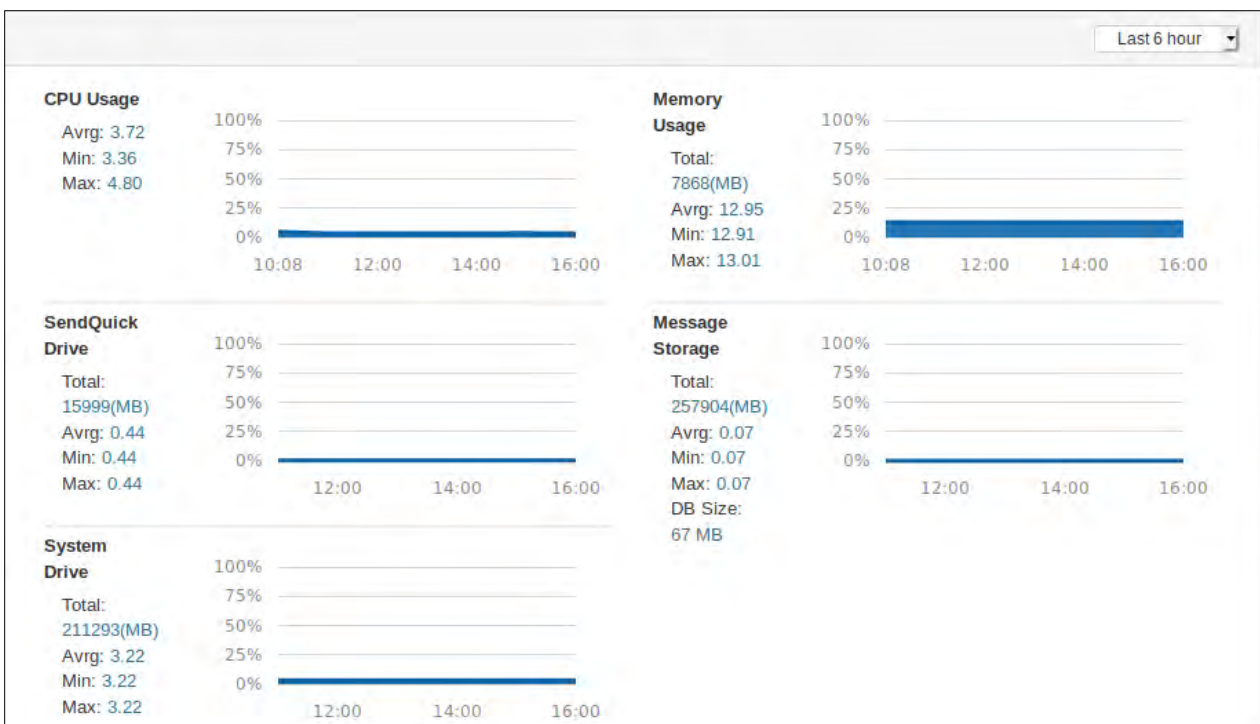 Last 6 hour
CPU Usage
Avrg: 3.72
Min: 3.36
Max: 4.80
100%
75%
50%
25%
0%
10:08 12:00 14:00 16:00
Memory
Usage
Total:
7868(MB)
Avrg: 12.95
Min: 12.91
Max: 13.01
100%
75%
50%
25%
0%
10:08 12:00 14:00 16:00
SendQuick
Drive
Total:
15999(MB)
Avrg: 0.44
Min: 0.44
Max: 0.44
100%
75%
50%
25%
0%
12:00 14:00 16:00
Message
Storage
Total:
257904(MB)
Avrg: 0.07
Min: 0.07
Max: 0.07
DB Size:
67 MB
100%
75%
50%
25%
0%
12:00 14:00 16:00
System
Drive
Total:
211293(MB)
Avrg: 3.22
Min: 3.22
Max: 3.22
100%
75%
50%
25%
0%
12:00 14:00 16:00